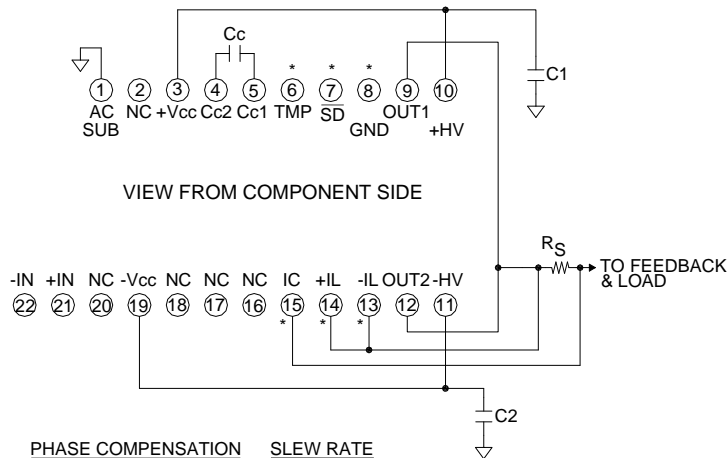 Cc
* * *
C1
1 2 3 4 5 6 7 8 9 10
AC SUB NC +Vcc Cc2 Cc1 TMP SD GND OUT1 +HV
VIEW FROM COMPONENT SIDE
RS
TO FEEDBACK
& LOAD
-IN +IN NC -Vcc NC NC NC IC +IL -IL OUT2 -HV
22 21 20 19 18 17 16 15 14 13 12 11
* * *
C2
PHASE COMPENSATION SLEW RATE